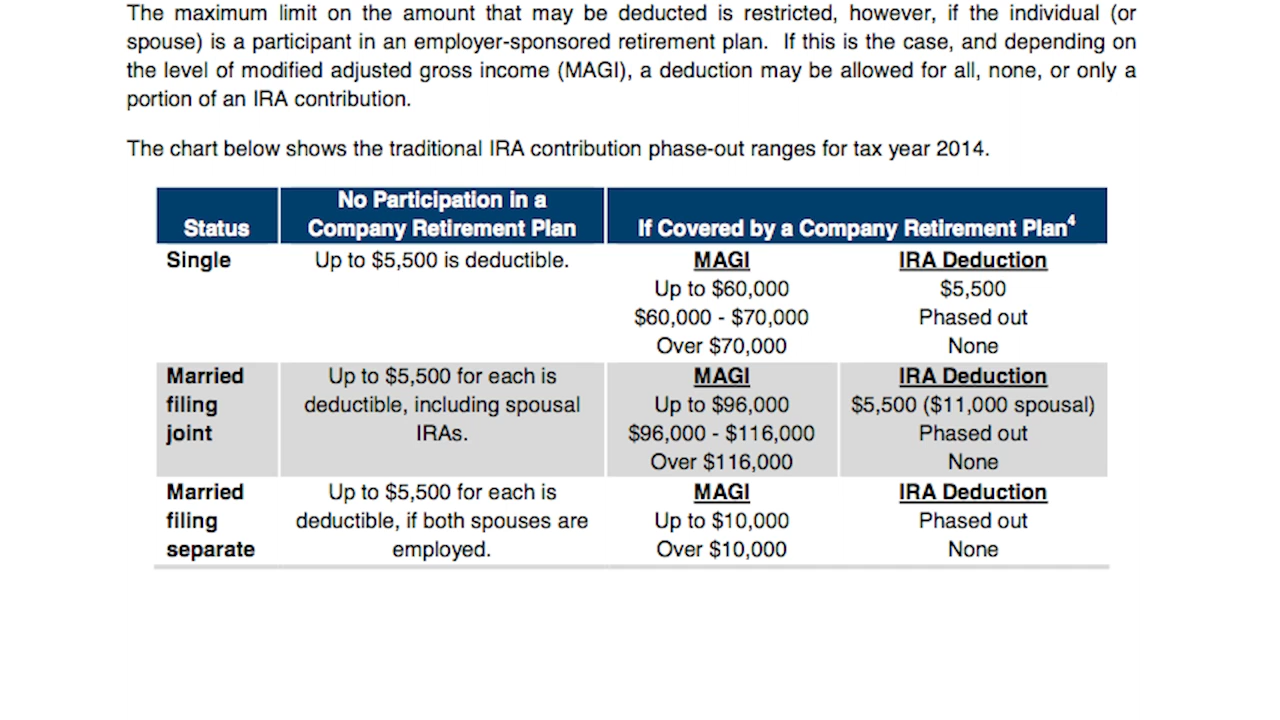 The maximum limit on the amount that may be deducted is restricted, however, if the individual (or
spouse) is a participant in an employer-sponsored retirement plan. If this is the case, and depending on
the level of modified adjusted gross income (MAGI), a deduction may be allowed for all, none, or only a
portion of an IRA contribution.
The chart below shows the traditional IRA contribution phase-out ranges for tax year 2014.
No Participation in a
Status Company Retirement Plan If Covered by a Company Retirement Plan4
Single Up to $5,500 is deductible. MAGI IRA Deduction
Up to $60,000 $5,500
$60,000 - $70,000 Phased out
Over $70,000 None
Married Up to $5,500 for each is MAGI IRA Deduction
filing deductible, including spousal Up to $96,000 $5,500 ($11,000 spousal)
joint IRAs. $96,000 - $116,000 Phased out
Over $116,000 None
Married Up to $5,500 for each is MAGI IRA Deduction
filing deductible, if both spouses are Up to $10,000 Phased out
separate employed. Over $10,000 None